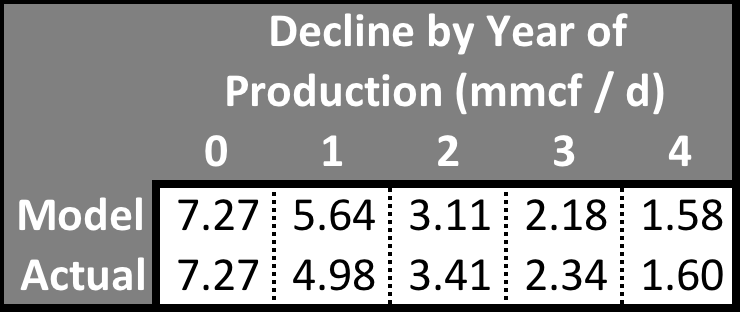 Decline by Year of
Production (mmcf / d)
0 1 2 3 4
Model 7.27 5.64 3.11 2.18 1.58
Actual 7.27 4.98 3.41 2.34 1.60